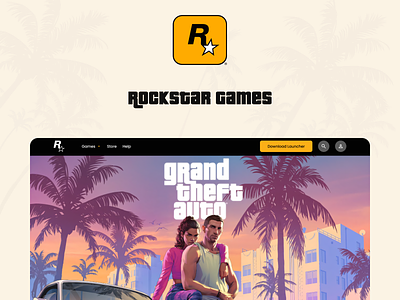 R
ROCKSTAR GAMES
R Games Store Help Download Launcher
grand
theft
auto